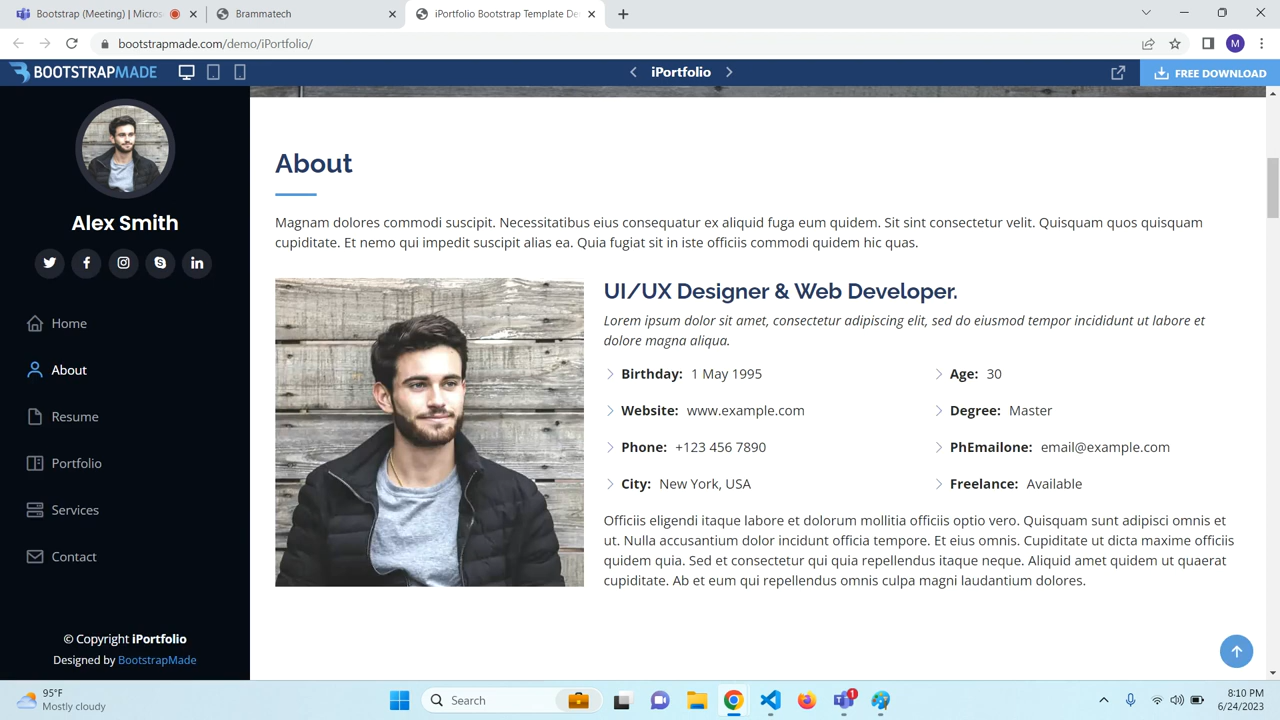 Bootstrap (Meeting) | Micros
Brammatech
iPortfolio Bootstrap Template De
bootstrapmade.com/demo/iPortfolio/
M
BOOTSTRAPMADE
iPortfolio
FREE DOWNLOAD
Alex Smith
Home
About
Resume
Portfolio
Services
Contact
© Copyright iPortfolio
Designed by BootstrapMade
About
Magnam dolores commodi suscipit. Necessitatibus eius consequatur ex aliquid fuga eum quidem. Sit sint consectetur velit. Quisquam quos quisquam
cupiditate. Et nemo qui impedit suscipit alias ea. Quia fugiat sit in iste officiis commodi quidem hic quas.
UI/UX Designer & Web Developer.
Lorem ipsum dolor sit amet, consectetur adipiscing elit, sed do eiusmod tempor incididunt ut labore et
dolore magna aliqua.
Birthday: 1 May 1995
Age: 30
Website: www.example.com
Degree: Master
Phone: +123 456 7890
PhEmailone: email@example.com
City: New York, USA
Freelance: Available
Officiis eligendi itaque labore et dolorum mollitia officiis optio vero. Quisquam sunt adipisci omnis et
ut. Nulla accusantium dolor incidunt officia tempore. Et eius omnis. Cupiditate ut dicta maxime officiis
quidem quia. Sed et consectetur qui quia repellendus itaque neque. Aliquid amet quidem ut quaerat
cupiditate. Ab et eum qui repellendus omnis culpa magni laudantium dolores.
95°F
Mostly cloudy
Search
1
8:10 PM
6/24/2023